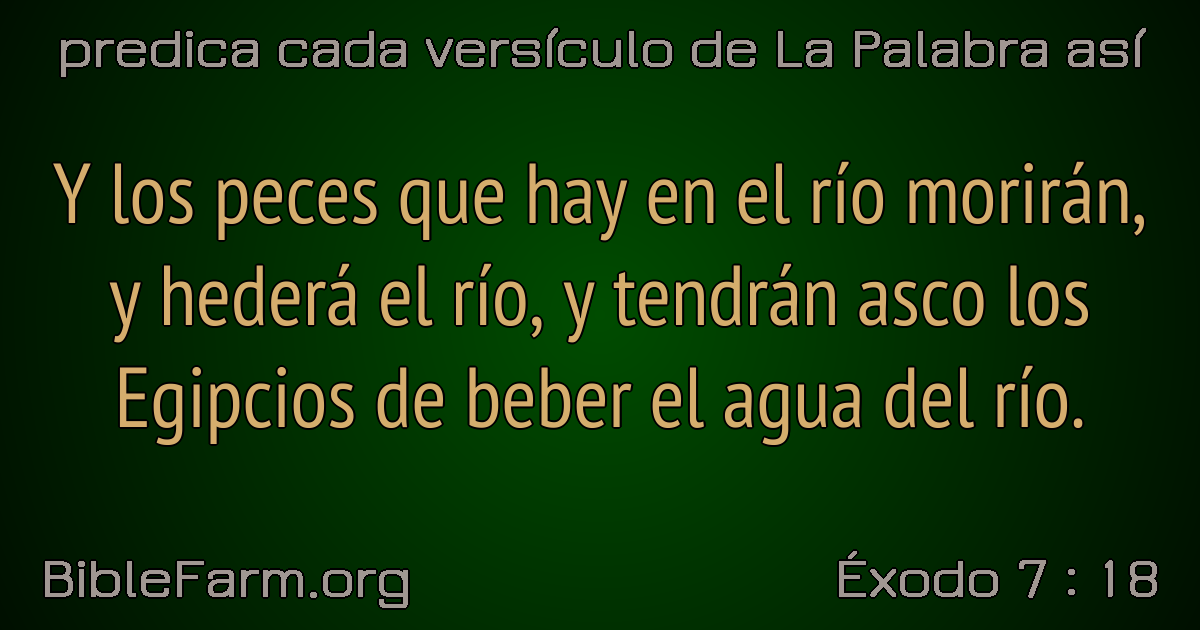 predica cada versículo de La Palabra así
Y los peces que hay en el río morirán,
y hederá el río, y tendrán asco los
Egipcios de beber el agua del río.
BibleFarm.org
Éxodo 7 : 18